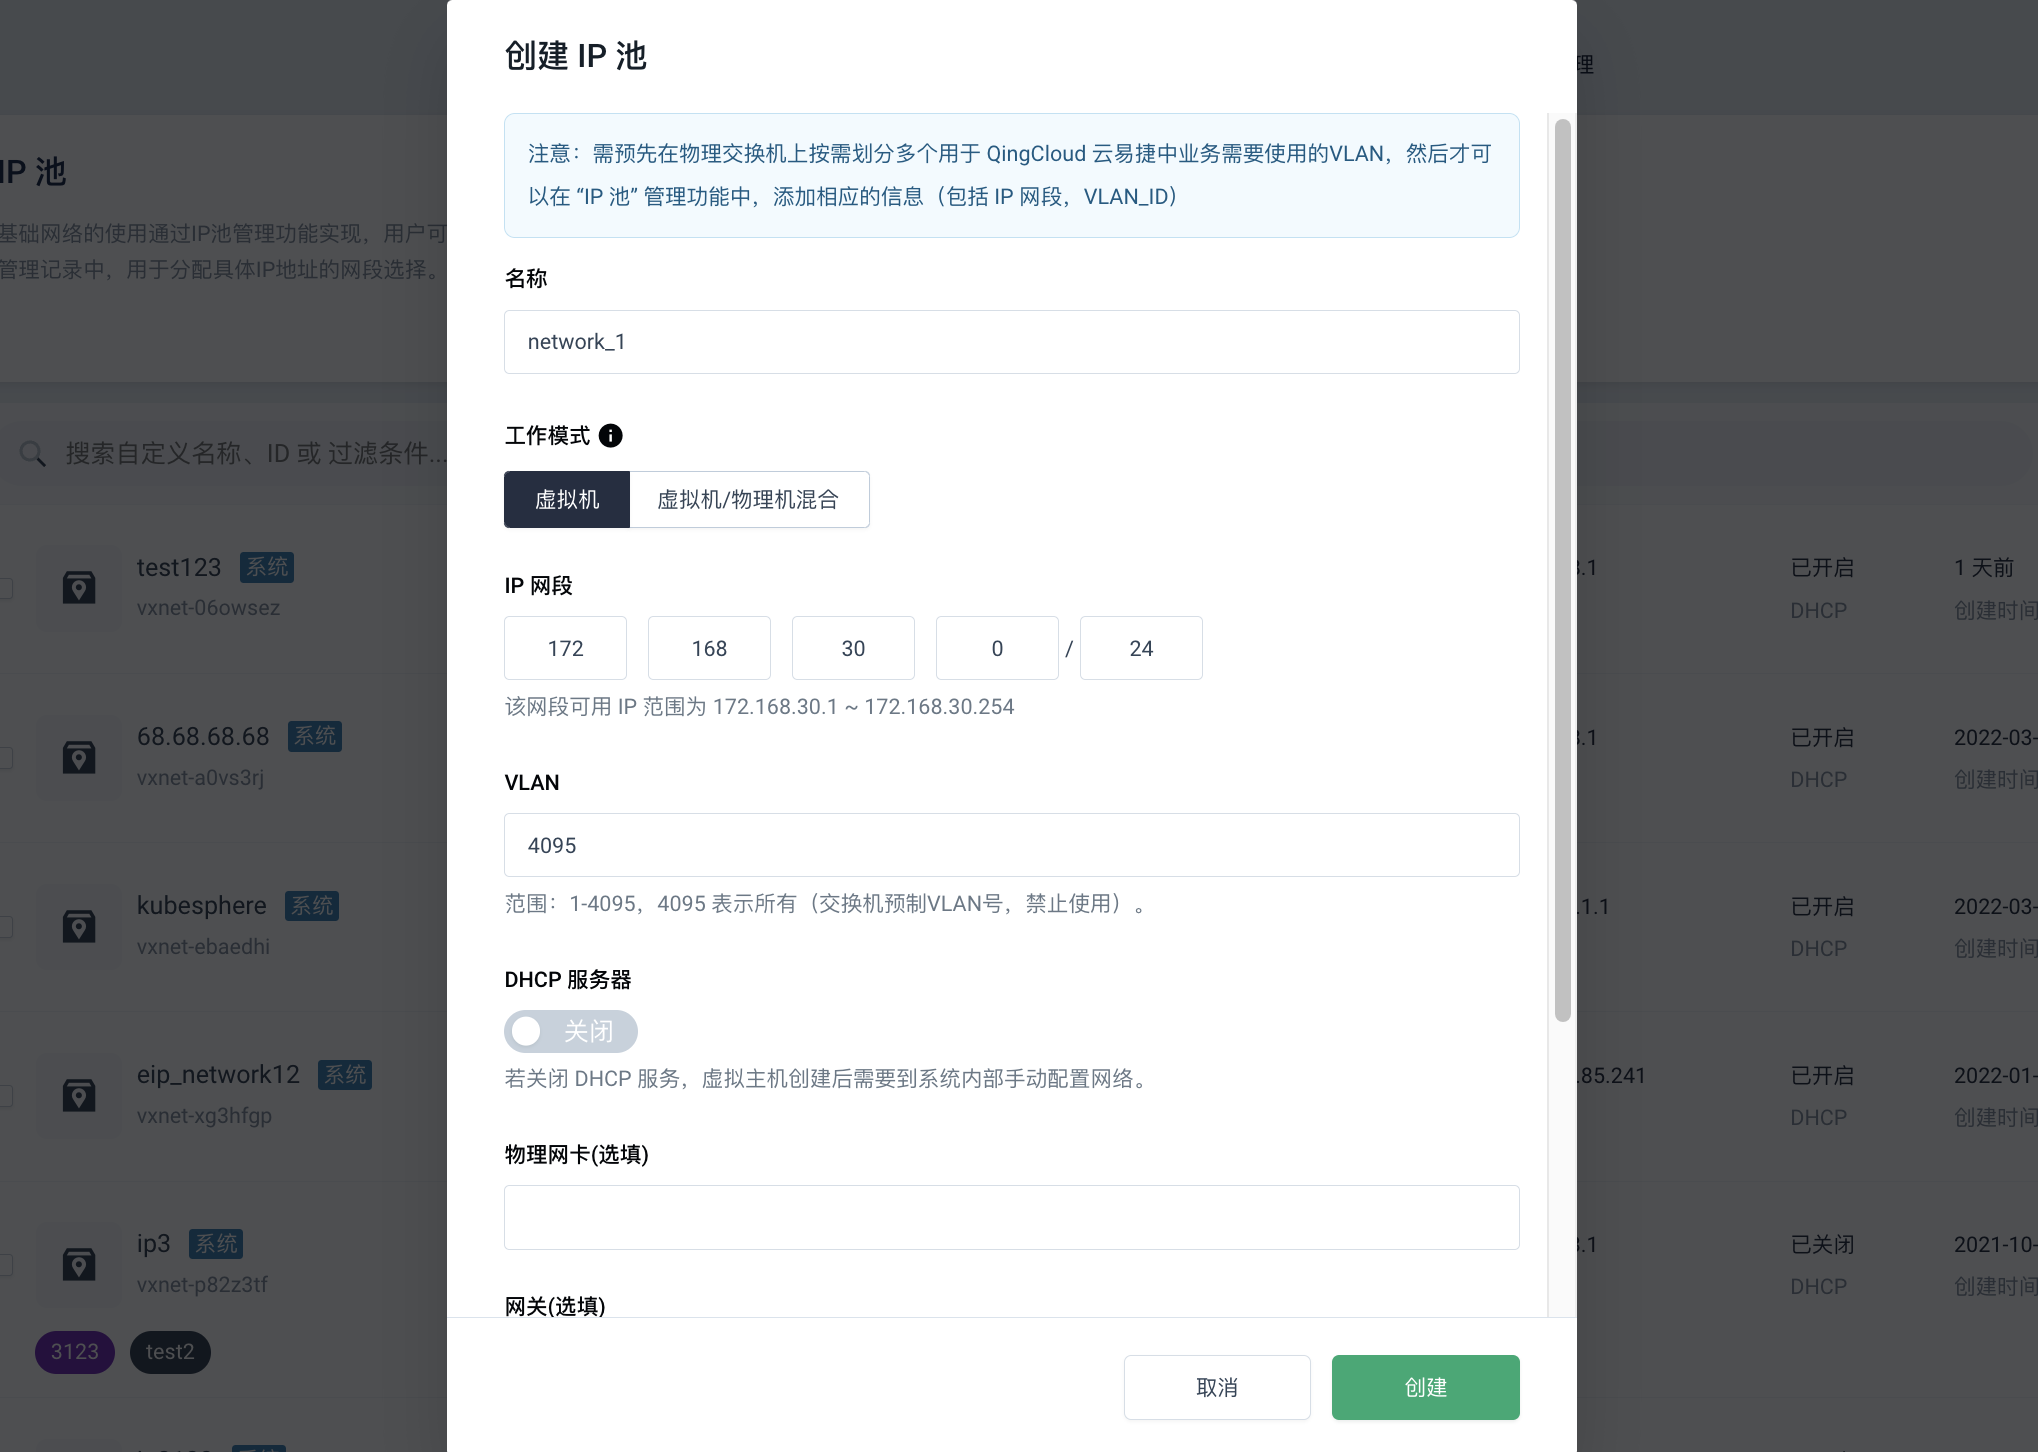 创建 IP 池
注意：需预先在物理交换机上按需划分多个用于 QingCloud 云易捷中业务需要使用的VLAN，然后才可
以在 “IP 池” 管理功能中，添加相应的信息（包括 IP 网段，VLAN_ID）
名称
network_1
工作模式
虚拟机 虚拟机/物理机混合
IP 网段
172 168 30 0 / 24
该网段可用 IP 范围为 172.168.30.1 ~ 172.168.30.254
VLAN
4095
范围：1-4095，4095 表示所有（交换机预制VLAN号，禁止使用）。
DHCP 服务器
关闭
若关闭 DHCP 服务，虚拟主机创建后需要到系统内部手动配置网络。
物理网卡(选填)
网关(选填)
取消 创建
理
IP 池
基础网络的使用通过IP池管理功能实现，用户可
管理记录中，用于分配具体IP地址的网段选择。
搜索自定义名称、ID 或 过滤条件...
test123 系统
vxnet-06owsez
.1 已开启 1 天前
DHCP 创建时间
68.68.68.68 系统
vxnet-a0vs3rj
.1 已开启 2022-03-
DHCP 创建时间
kubesphere 系统
vxnet-ebaedhi
.1.1 已开启 2022-03-
DHCP 创建时间
eip_network12 系统
vxnet-xg3hfgp
.85.241 已开启 2022-01-
DHCP 创建时间
ip3 系统
vxnet-p82z3tf
.1 已关闭 2021-10-
DHCP 创建时间
3123 test2